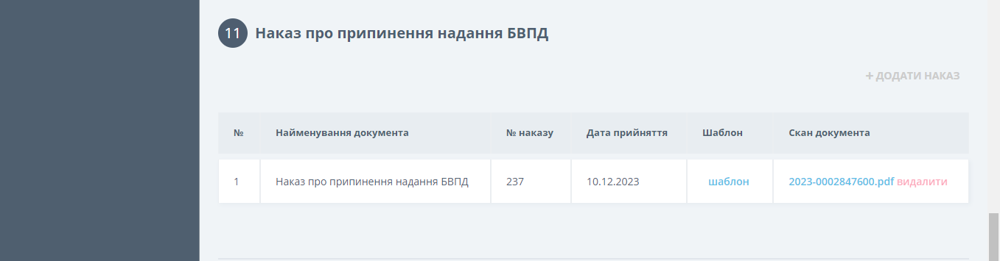 11 Наказ про припинення надання БВПД
+ ДОДАТИ НАКАЗ
№ Найменування документа № наказу Дата прийняття Шаблон Скан документа
1 Наказ про припинення надання БВПД 237 10.12.2023 шаблон 2023-0002847600.pdf видалити